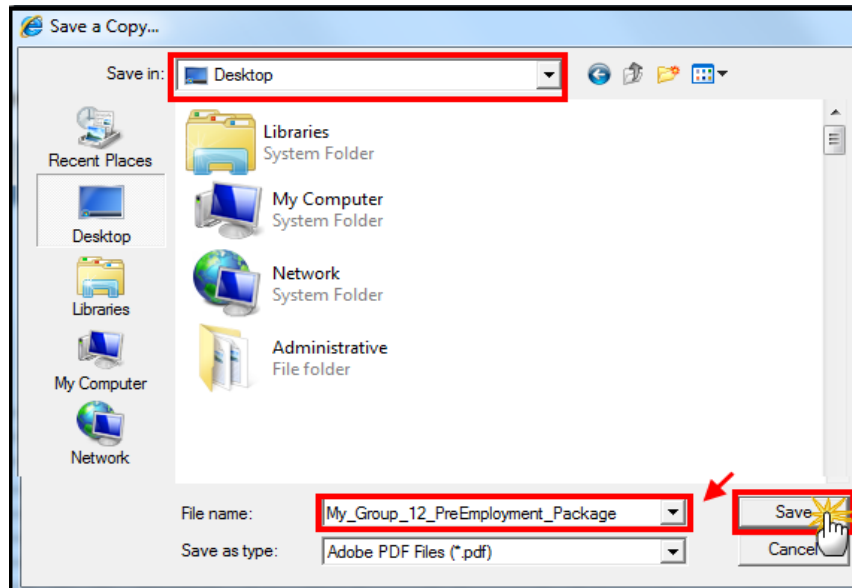 Save a Copy...
Save in:
Desktop
Recent Places
Desktop
Libraries
My Computer
Network
Libraries
System Folder
My Computer
System Folder
Network
System Folder
Administrative
File folder
File name:
My_Group_12_PreEmployment_Package
Save
Save as type:
Adobe PDF Files (*.pdf)
Cancel